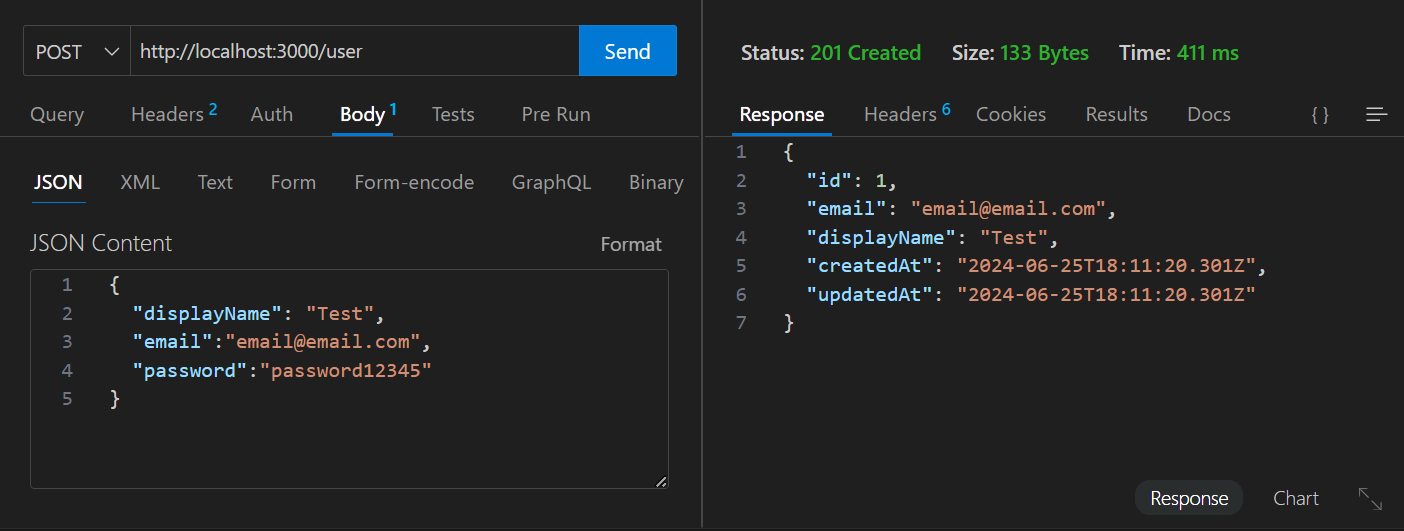 POST http://localhost:3000/user Send
Query Headers 2 Auth Body 1 Tests Pre Run
JSON XML Text Form Form-encode GraphQL Binary
JSON Content Format
1 {
2 "displayName": "Test",
3 "email":"email@email.com",
4 "password":"password12345"
5 }
Status: 201 Created Size: 133 Bytes Time: 411 ms
Response Headers 6 Cookies Results Docs { }
1 {
2 "id": 1,
3 "email": "email@email.com",
4 "displayName": "Test",
5 "createdAt": "2024-06-25T18:11:20.301Z",
6 "updatedAt": "2024-06-25T18:11:20.301Z"
7 }
Response Chart